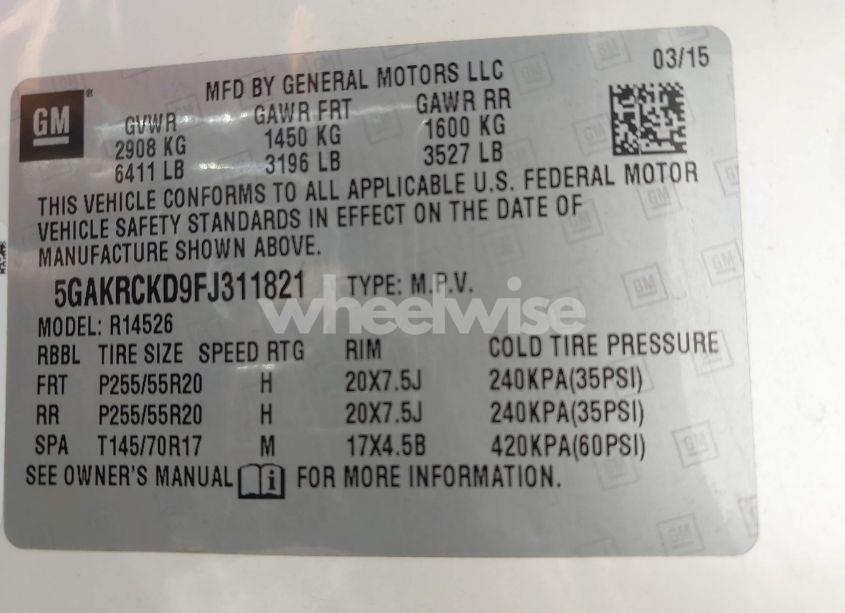 03/15
MFD BY GENERAL MOTORS LLC
GM
GVWR GAWR FRT GAWR RR
2908 KG 1450 KG 1600 KG
6411 LB 3196 LB 3527 LB
THIS VEHICLE CONFORMS TO ALL APPLICABLE U.S. FEDERAL MOTOR
VEHICLE SAFETY STANDARDS IN EFFECT ON THE DATE OF
MANUFACTURE SHOWN ABOVE.
5GAKRCKD9FJ311821 TYPE: M.P.V.
wheelwise
MODEL: R14526
RBBL TIRE SIZE SPEED RTG RIM COLD TIRE PRESSURE
FRT P255/55R20 H 20X7.5J 240KPA(35PSI)
RR P255/55R20 H 20X7.5J 240KPA(35PSI)
SPA T145/70R17 M 17X4.5B 420KPA(60PSI)
SEE OWNER'S MANUAL i FOR MORE INFORMATION.